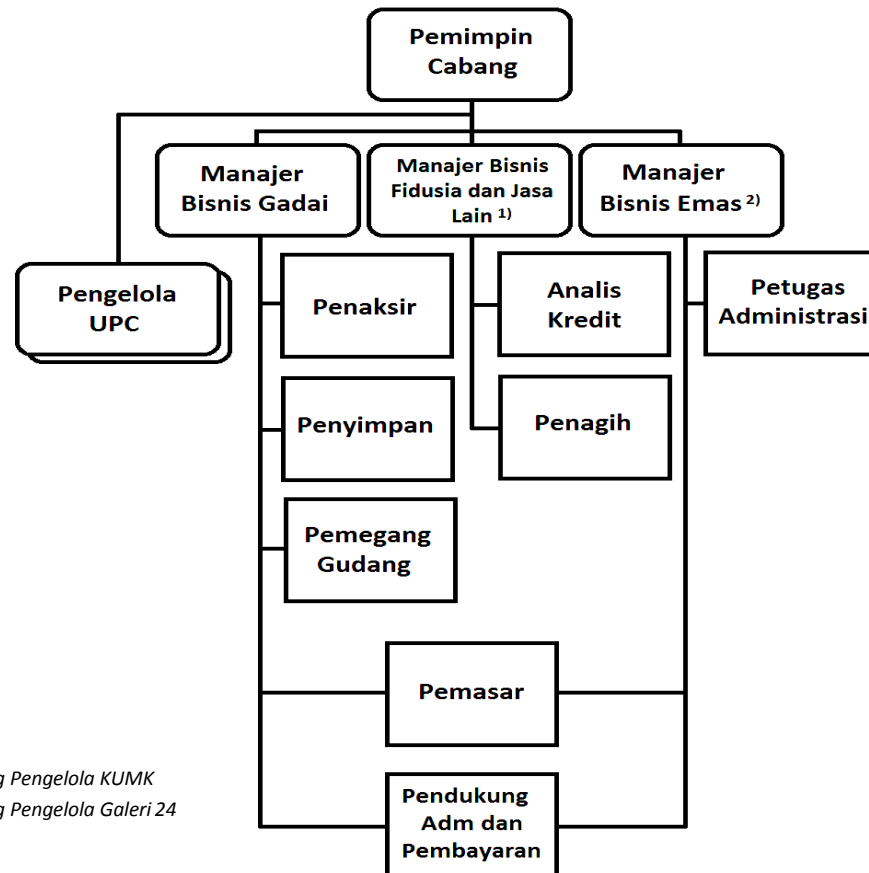 Pemimpin
Cabang
Manajer
Bisnis Gadai
Manajer Bisnis
Fidusia dan Jasa
Lain 1)
Manajer
Bisnis Emas 2)
Pengelola
UPC
Penaksir
Analis
Kredit
Petugas
Administrasi
Penyimpan
Penagih
Pemegang
Gudang
Pemasar
Pengelola KUMK
Pengelola Galeri 24
Pendukung
Adm dan
Pembayaran